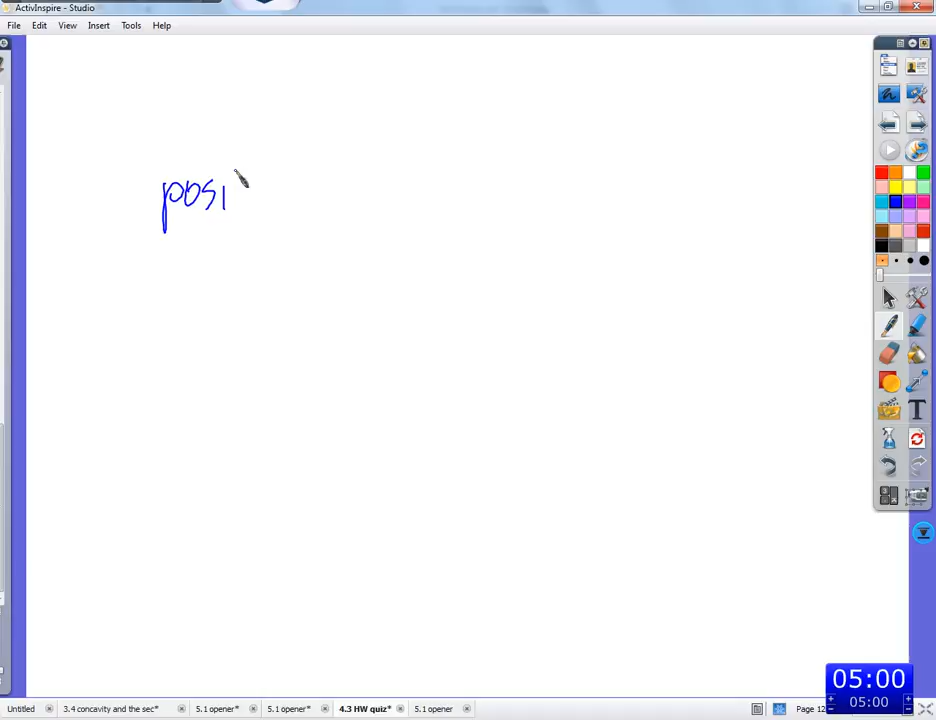 ActivInspire - Studio
File Edit View Insert Tools Help
posi
05:00
05:00
Untitled 3.4 concavity and the sec* 5.1 opener* 5.1 opener* 4.3 HW quiz* 5.1 opener Page 12